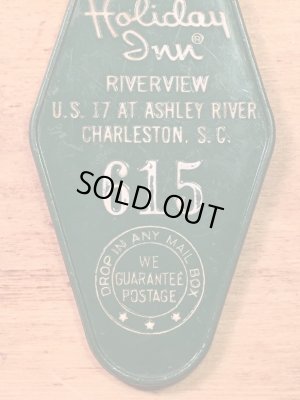 Holiday
Inn®
RIVERVIEW
U.S. 17 AT ASHLEY RIVER
CHARLESTON, S. C.
615
SOLD OUT
DROP IN ANY MAIL BOX
WE
GUARANTEE
POSTAGE